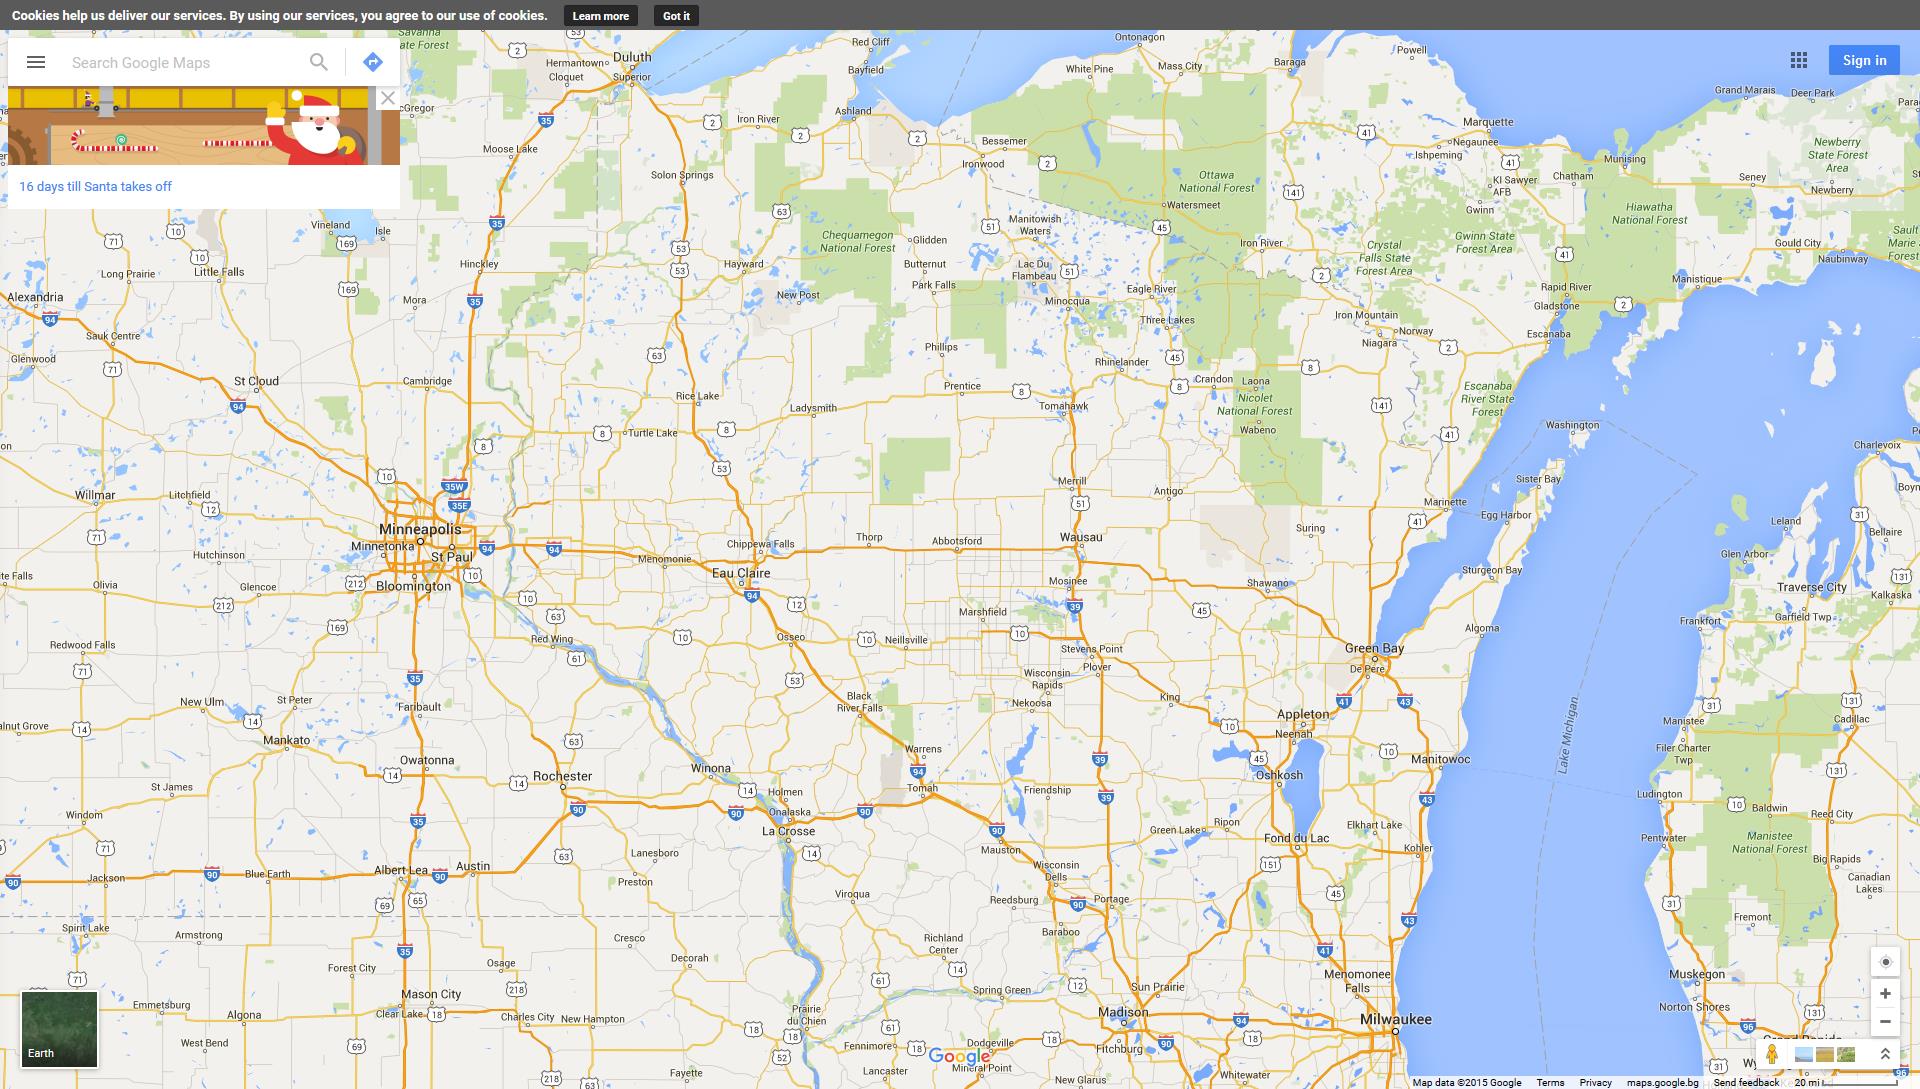 Cookies help us deliver our services. By using our services, you agree to our use of cookies.
Learn more
Got it
Search Google Maps
Sign in
16 days till Santa takes off
Hermantown
Cloquet
Duluth
Superior
Red Cliff
Bayfield
Ashland
Ontonagon
White Pine
Mass City
Baraga
Powell
Marquette
Negaunee
Ishpeming
Grand Marais
Deer Park
Munising
Chatham
Seney
Newberry
State Forest
Area
Newberry
Moose Lake
Solon Springs
Iron River
Bessemer
Ironwood
Ottawa
National Forest
Watersmeet
KI Sawyer
AFB
Gwinn
Hiawatha
National Forest
Vineland
Isle
Chequamegon
National Forest
Glidden
Manitowish
Waters
Iron River
Crystal
Falls State
Forest Area
Gwinn State
Forest Area
Gould City
Naubinway
Long Prairie
Little Falls
Hinckley
Hayward
Butternut
Park Falls
Lac Du
Flambeau
Manistique
Alexandria
Mora
New Post
Minocqua
Eagle River
Three Lakes
Rapid River
Gladstone
Escanaba
Iron Mountain
Norway
Niagara
Sauk Centre
Glenwood
Phillips
Rhinelander
St Cloud
Cambridge
Rice Lake
Ladysmith
Prentice
Tomahawk
Crandon
Laona
Nicolet
National Forest
Wabeno
Escanaba
River State
Forest
Washington
Charlevoix
Turtle Lake
Willmar
Litchfield
Merrill
Antigo
Marinette
Sister Bay
Egg Harbor
Leland
Bellaire
Minneapolis
Minnetonka
St Paul
Bloomington
Hutchinson
Olivia
Glencoe
Menomonie
Chippewa Falls
Eau Claire
Thorp
Abbotsford
Wausau
Mosinee
Suring
Shawano
Sturgeon Bay
Glen Arbor
Traverse City
Kalkaska
Garfield Twp
Frankfort
Marshfield
Redwood Falls
Red Wing
Osseo
Neillsville
Stevens Point
Plover
Algoma
Green Bay
De Pere
New Ulm
St Peter
Faribault
Black
River Falls
Wisconsin
Rapids
Nekoosa
King
Appleton
Neenah
Manistee
Cadillac
Mankato
Owatonna
Rochester
Winona
Warrens
Tomah
Oshkosh
Manitowoc
Lake Michigan
Filer Charter
Twp
Ludington
Baldwin
Reed City
St James
Windom
Holmen
Onalaska
La Crosse
Friendship
Green Lake
Ripon
Fond du Lac
Elkhart Lake
Kohler
Pentwater
Manistee
National Forest
Big Rapids
Canadian
Lakes
Jackson
Blue Earth
Albert Lea
Austin
Lanesboro
Preston
Viroqua
Mauston
Wisconsin
Dells
Reedsburg
Portage
Baraboo
Fremont
Spirit Lake
Armstrong
Cresco
Decorah
Richland
Center
Forest City
Osage
Spring Green
Sun Prairie
Menomonee
Falls
Muskegon
Norton Shores
Emmetsburg
Algona
Mason City
Clear Lake
Charles City
New Hampton
Prairie
du Chien
Madison
Fitchburg
Milwaukee
West Bend
Fayette
Fennimore
Lancaster
Dodgeville
Mineral Point
New Glarus
Whitewater
Earth
Google
Map data ©2015 Google
Terms
Privacy
maps.google.bg
Send feedback
20 mi